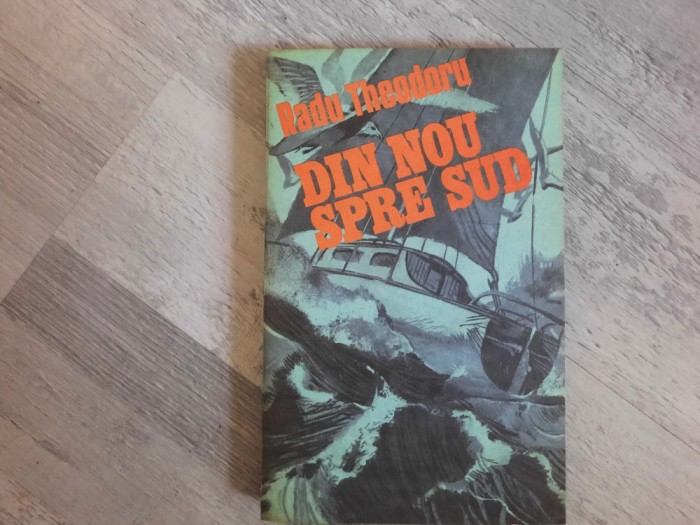 Radu Theodoru
DIN NOU
SPRE SUD